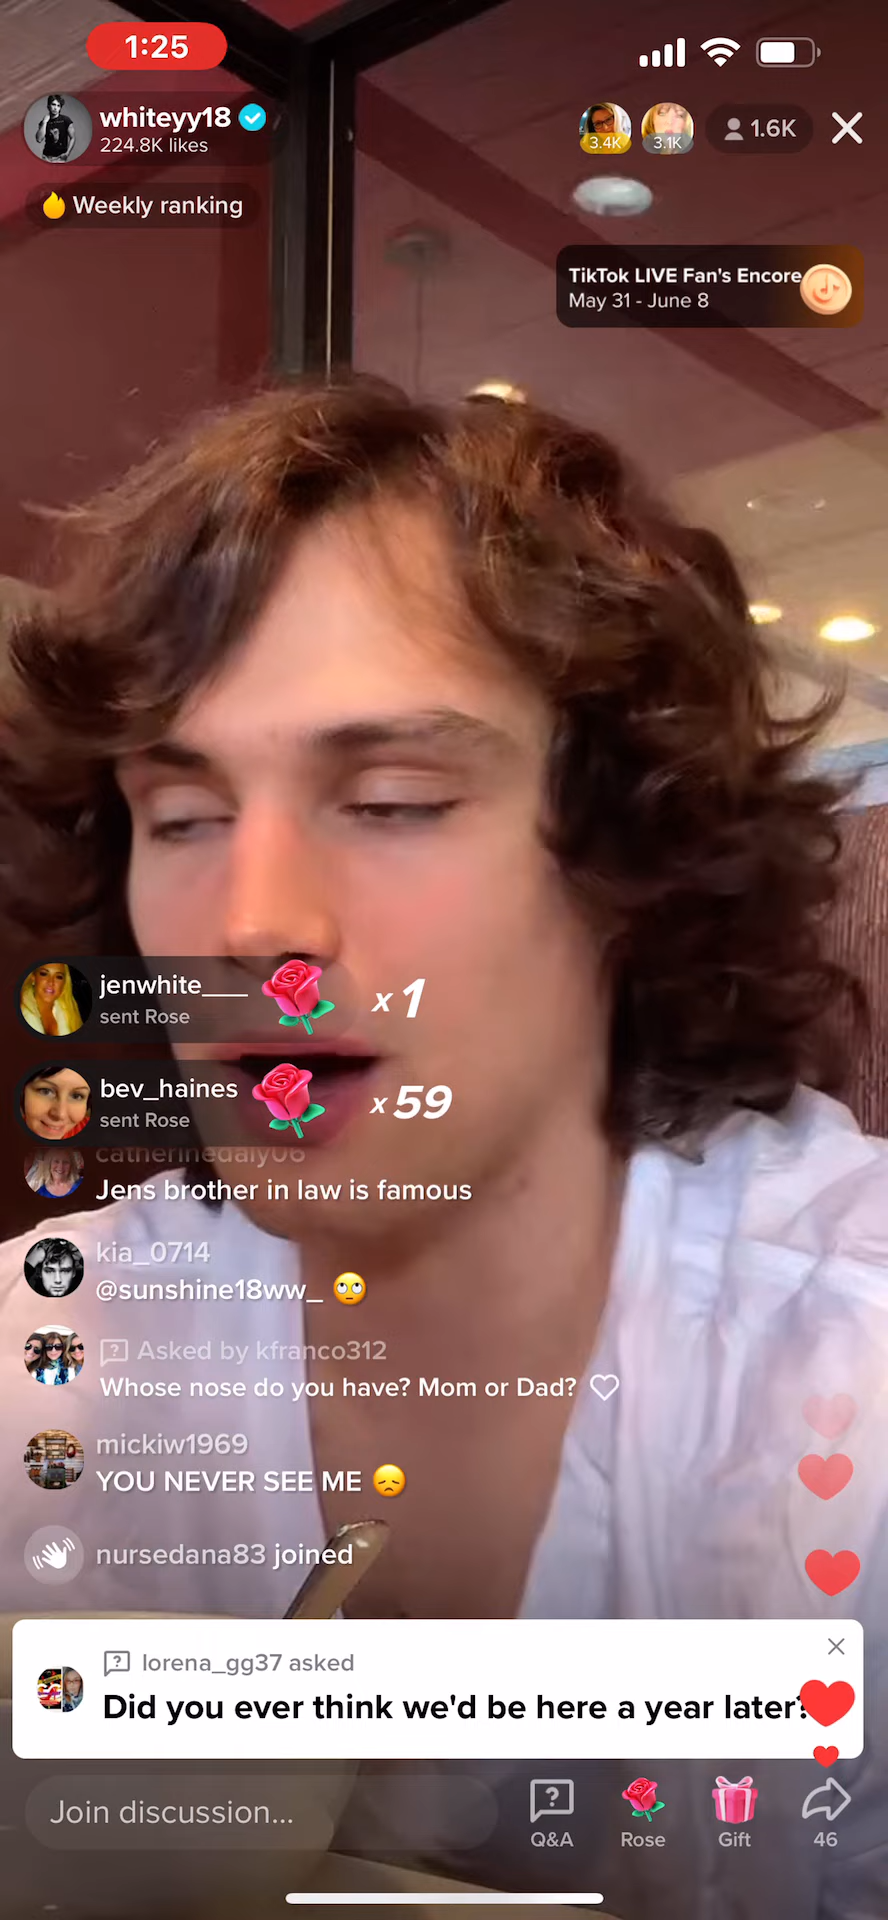 1:25
whiteyy18
224.8K likes
3.4K
3.1K
1.6K
Weekly ranking
TikTok LIVE Fan's Encore
May 31 - June 8
jenwhite___
sent Rose
x 1
bev_haines
sent Rose
x 59
catherinedaly06
Jens brother in law is famous
kia_0714
@sunshine18ww_ 🙄
Asked by kfranco312
Whose nose do you have? Mom or Dad?
mickiw1969
YOU NEVER SEE ME 😞
nursedana83 joined
lorena_gg37 asked
Did you ever think we'd be here a year later?
Join discussion...
Q&A
Rose
Gift
46